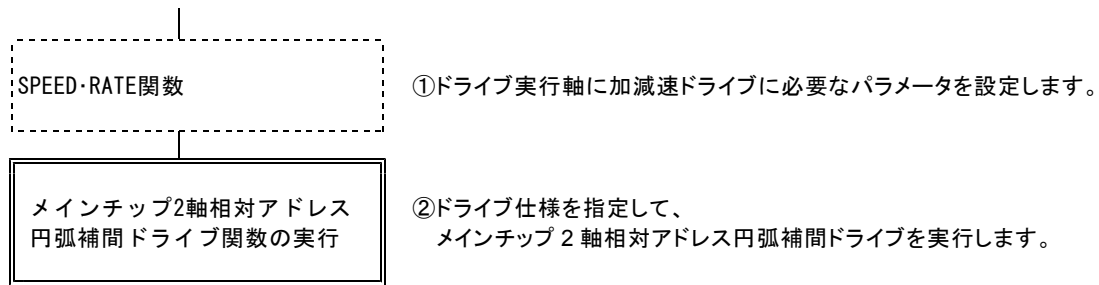 SPEED･RATE関数
①ドライブ実行軸に加減速ドライブに必要なパラメータを設定します。
メインチップ2軸相対アドレス
円弧補間ドライブ関数の実行
②ドライブ仕様を指定して、
メインチップ２軸相対アドレス円弧補間ドライブを実行します。